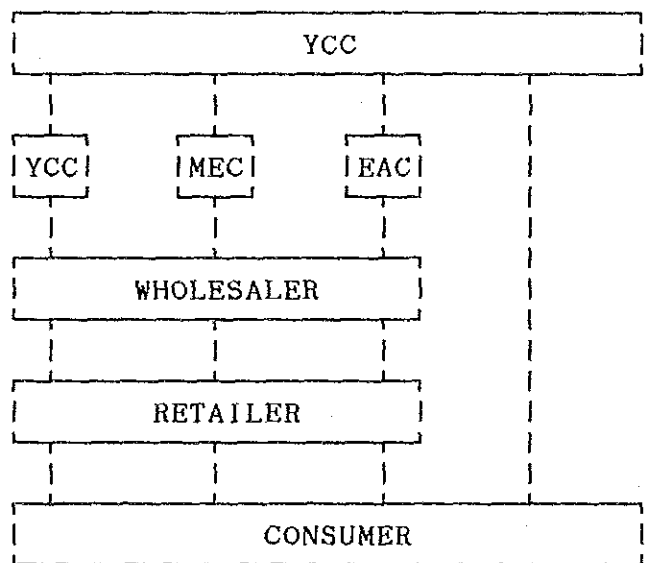 YCC
YCC MEC EAC
WHOLESALER
RETAILER
CONSUMER